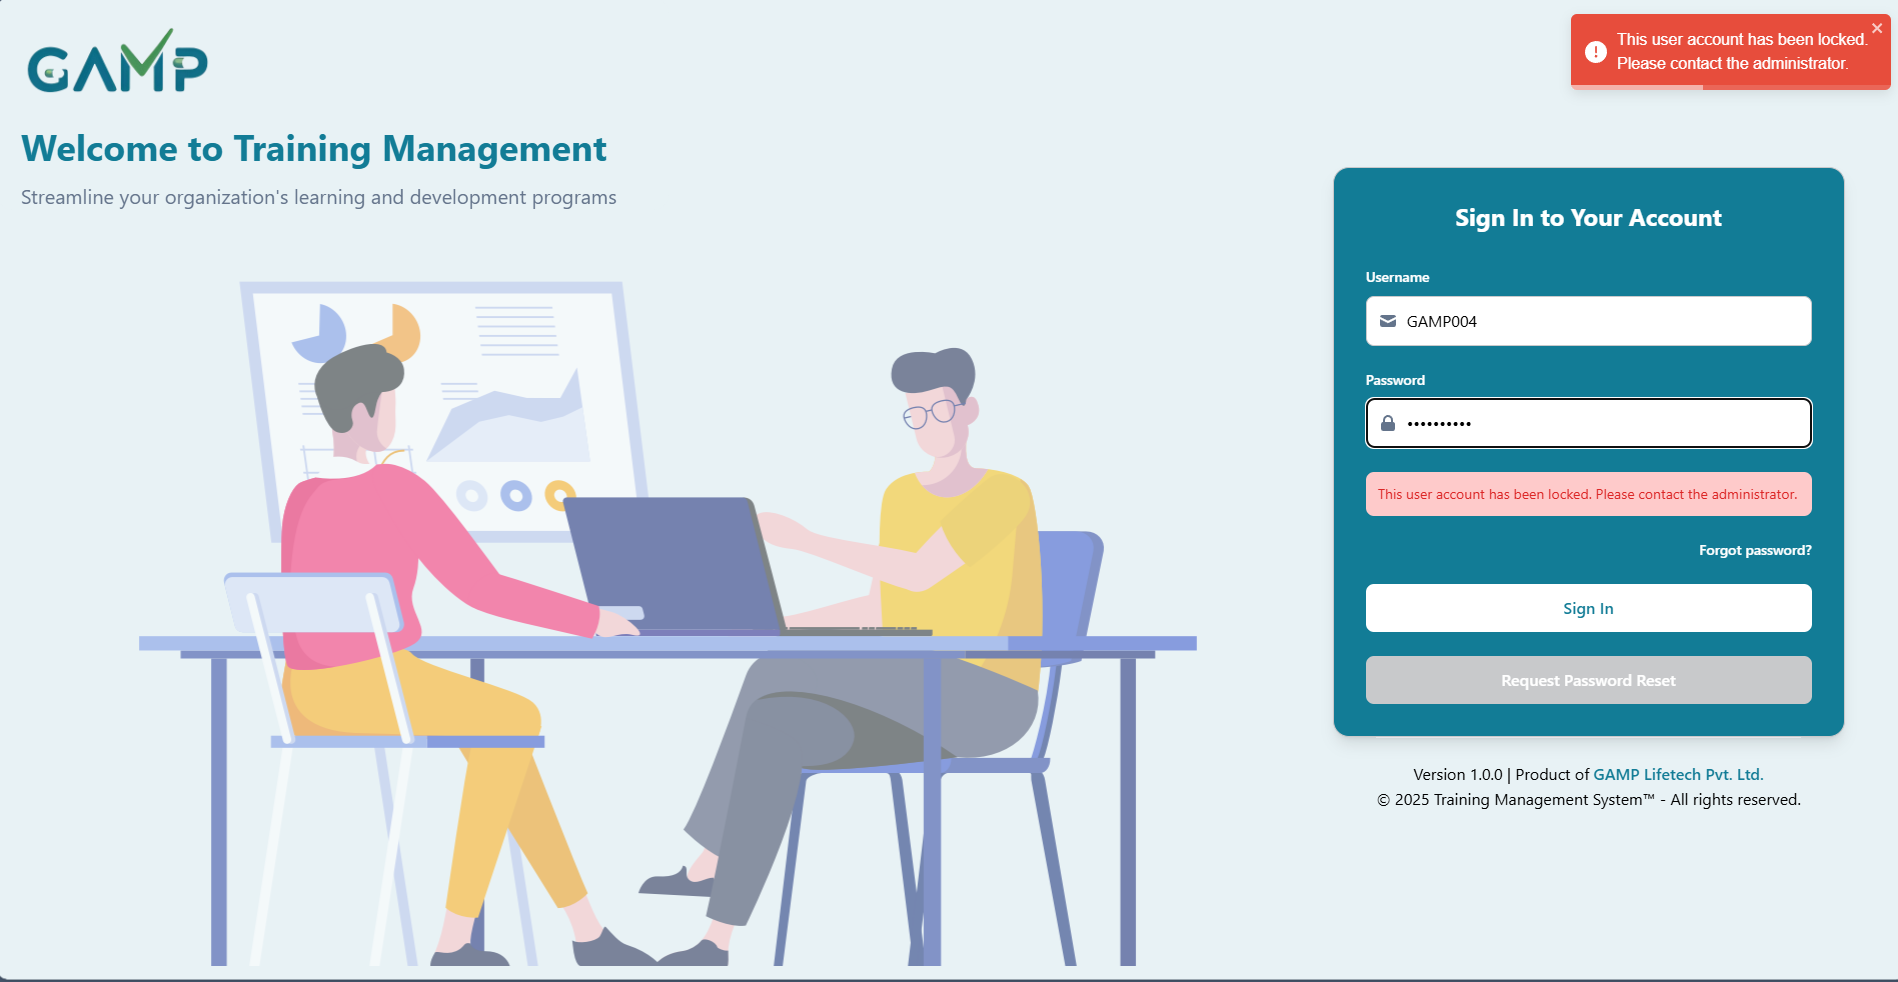 GAMP
This user account has been locked.
Please contact the administrator.
Welcome to Training Management
Streamline your organization's learning and development programs
Sign In to Your Account
Username
GAMP004
Password
••••••••••
This user account has been locked. Please contact the administrator.
Forgot password?
Sign In
Request Password Reset
Version 1.0.0 | Product of GAMP Lifetech Pvt. Ltd.
© 2025 Training Management System™ - All rights reserved.